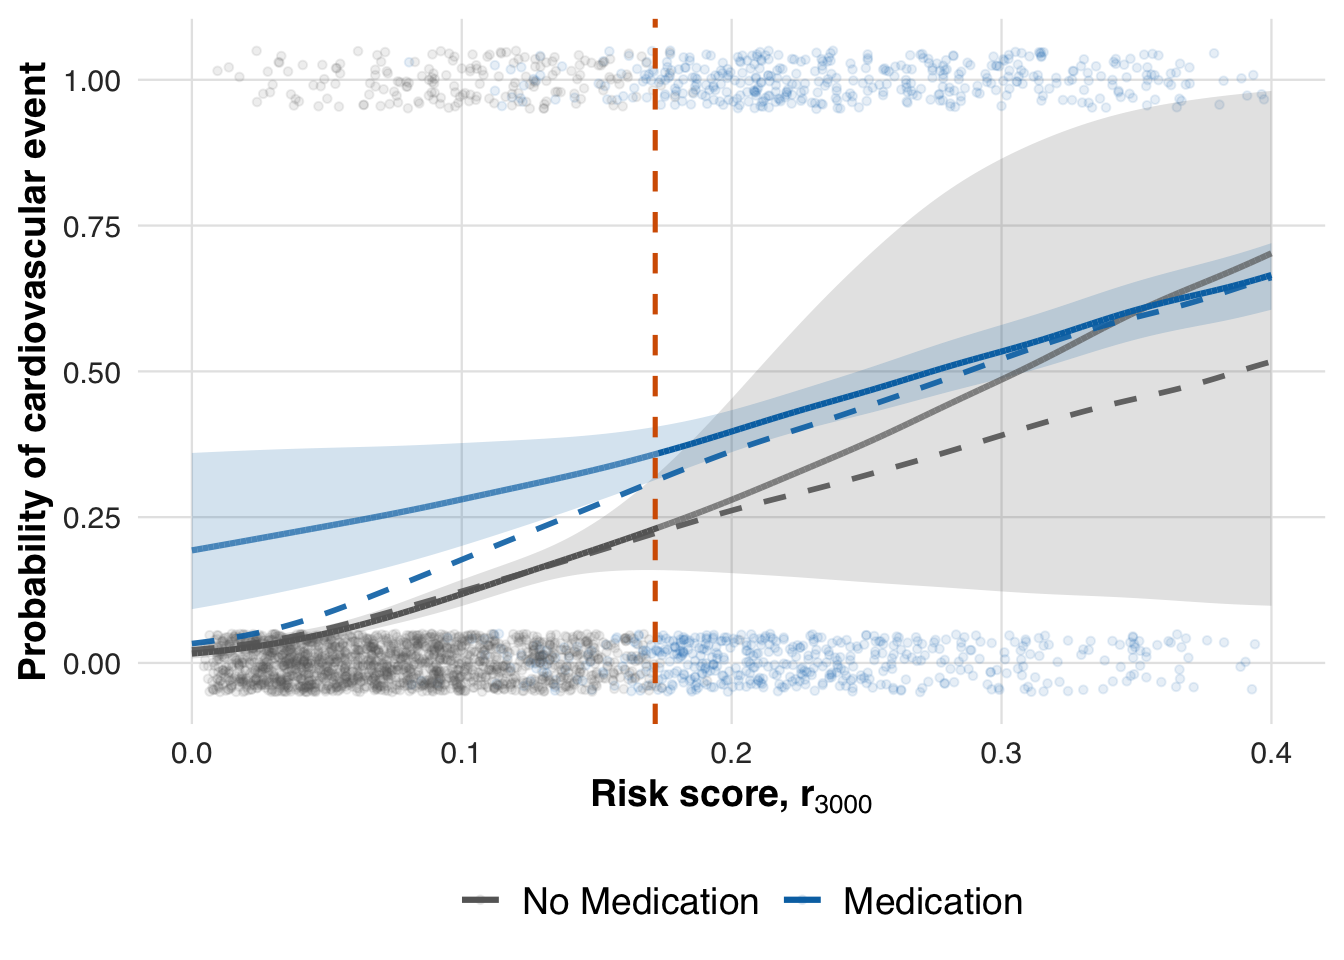 Probability of cardiovascular event
1.00
0.75
0.50
0.25
0.00
0.0 0.1 0.2 0.3 0.4
Risk score, r3000
No Medication Medication